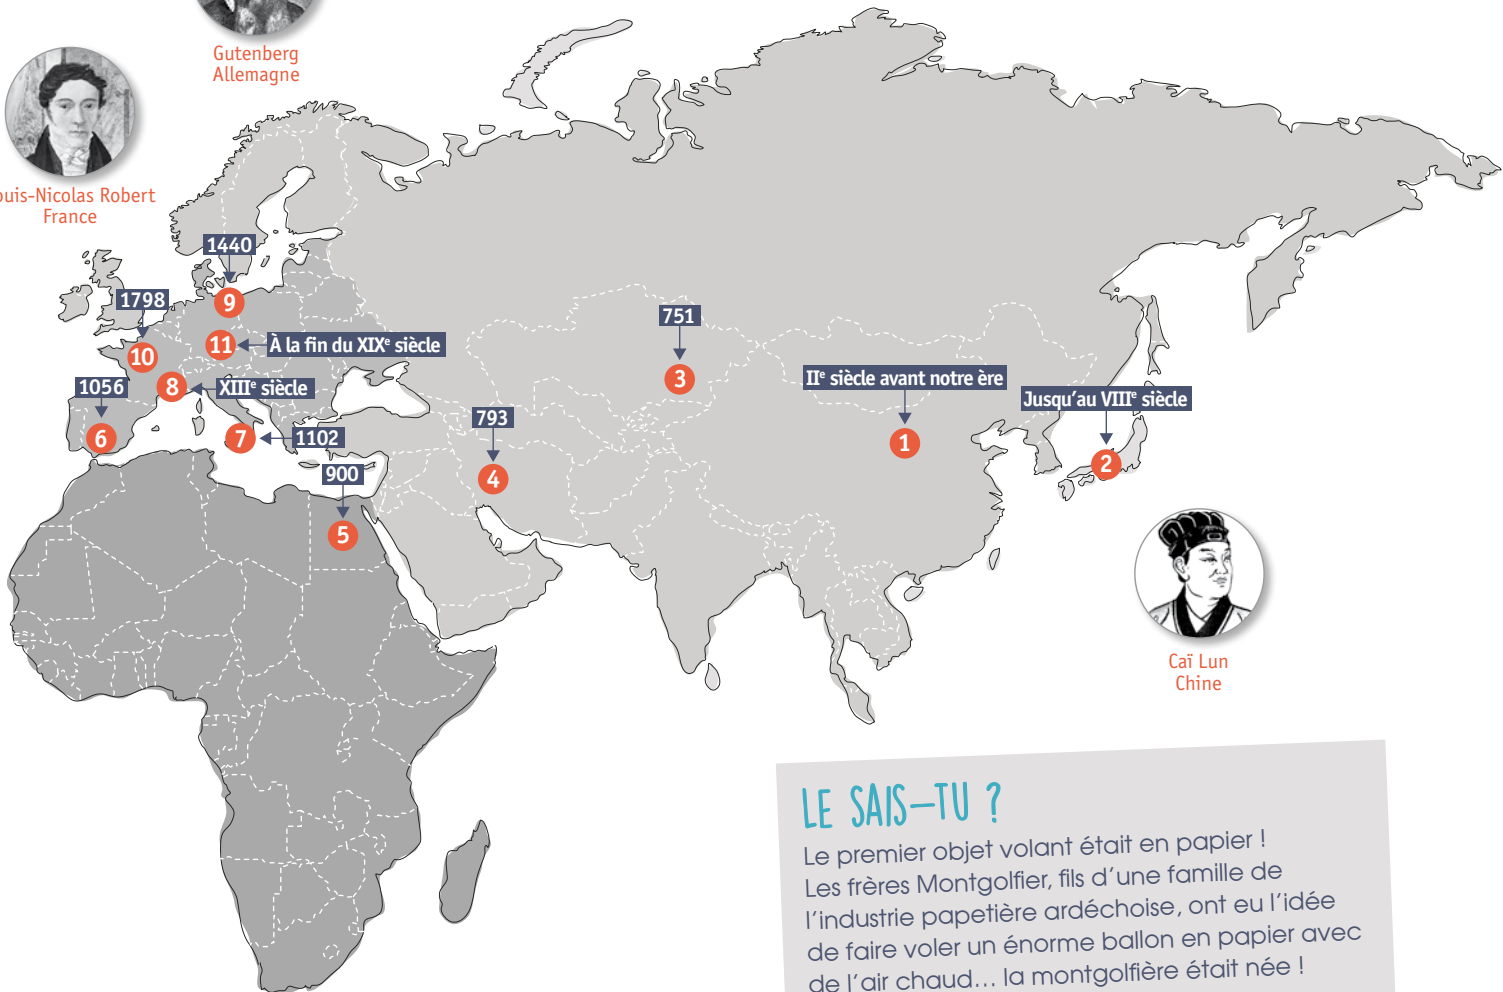 Gutenberg
Allemagne
ouis-Nicolas Robert
France
1440
9
1798
10
11
À la fin du XIXe siècle
8
XIIIe siècle
1056
6
7
1102
900
5
793
4
751
3
IIe siècle avant notre ère
1
Jusqu'au VIIIe siècle
2
Caï Lun
Chine
LE SAIS-TU ?
Le premier objet volant était en papier !
Les frères Montgolfier, fils d'une famille de
l'industrie papetière ardéchoise, ont eu l'idée
de faire voler un énorme ballon en papier avec
de l'air chaud... la montgolfière était née !